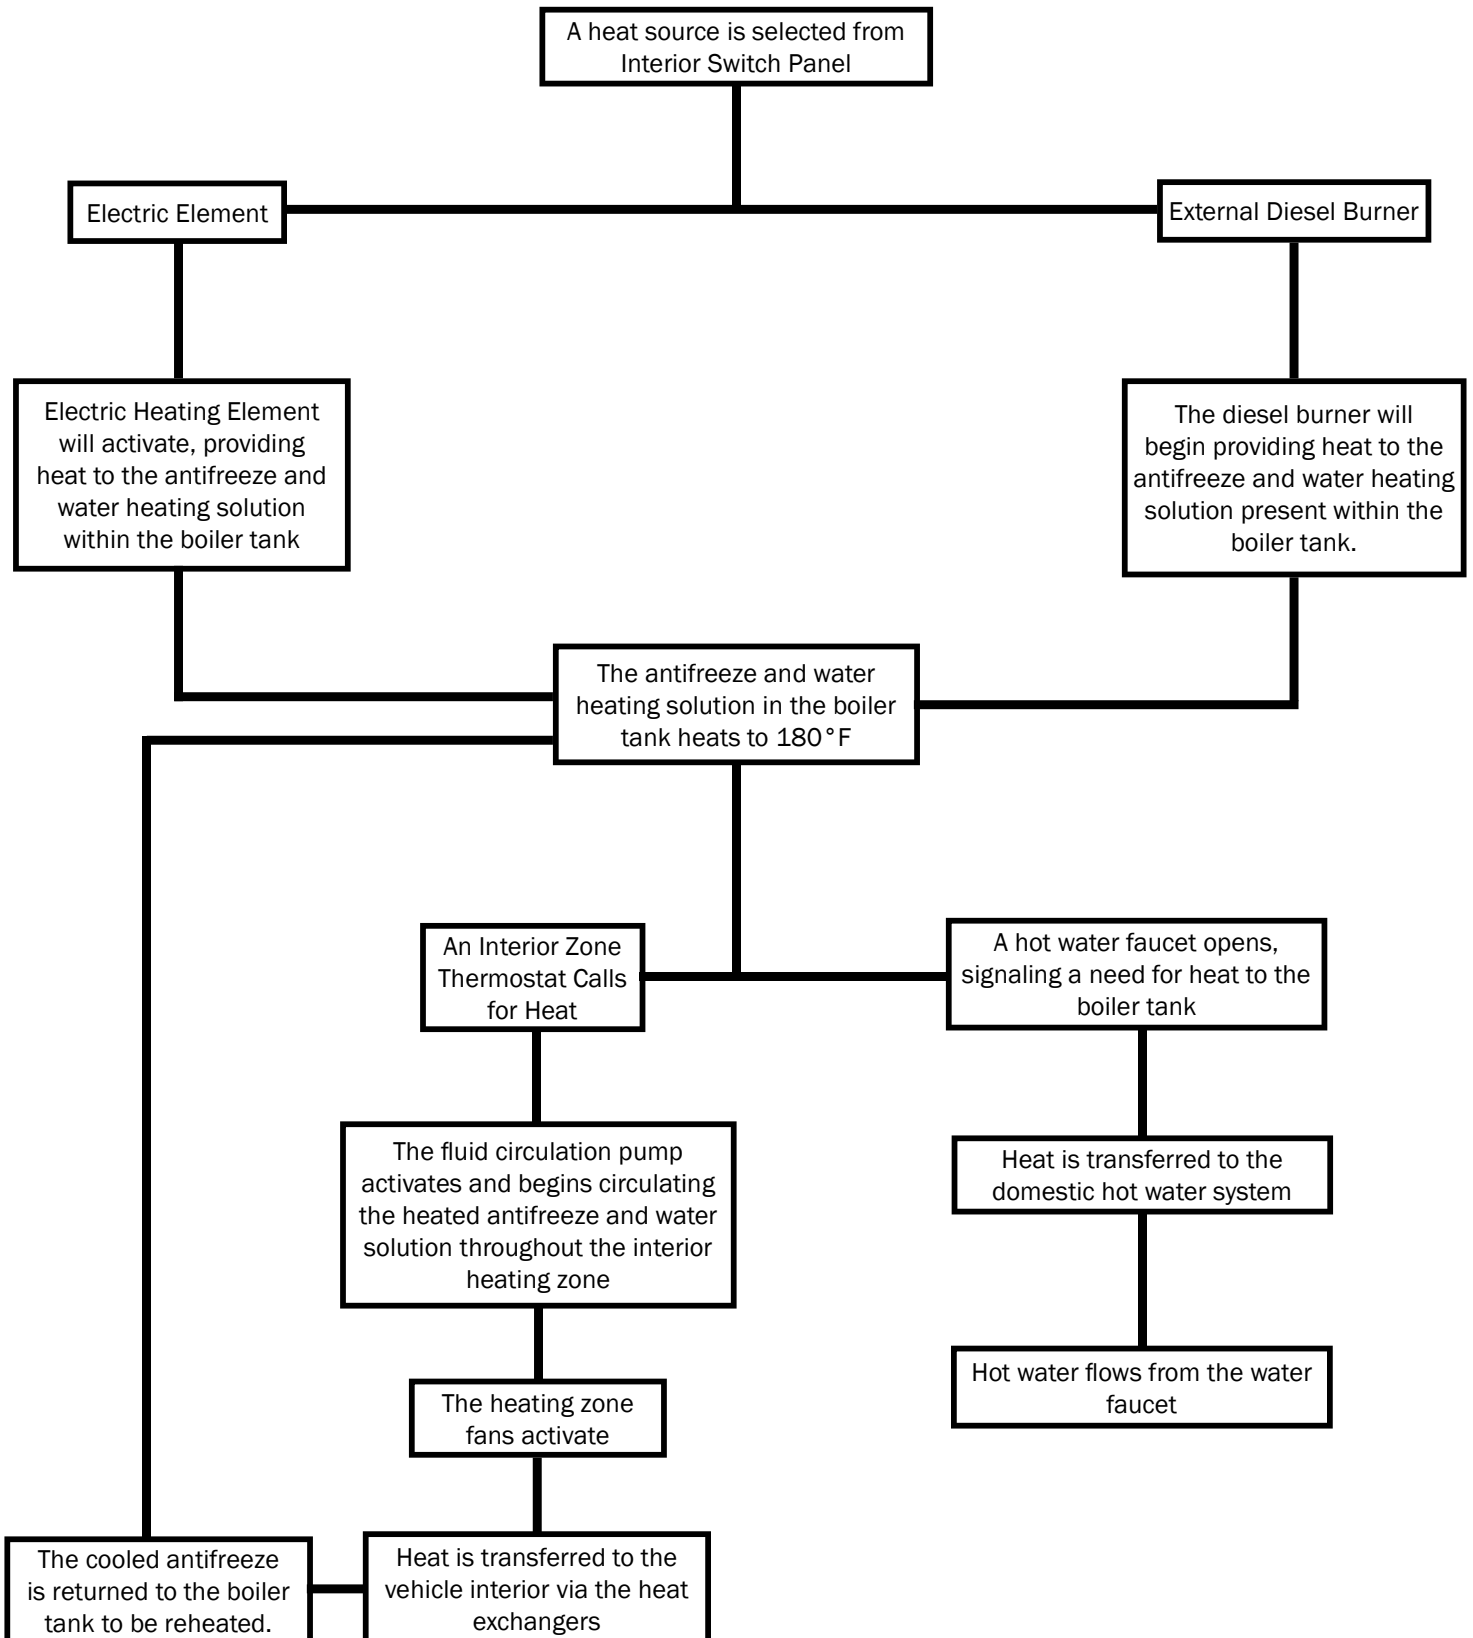 A heat source is selected from
Interior Switch Panel
Electric Element
External Diesel Burner
Electric Heating Element
will activate, providing
heat to the antifreeze and
water heating solution
within the boiler tank
The diesel burner will
begin providing heat to the
antifreeze and water heating
solution present within the
boiler tank.
The antifreeze and water
heating solution in the boiler
tank heats to 180°F
An Interior Zone
Thermostat Calls
for Heat
A hot water faucet opens,
signaling a need for heat to the
boiler tank
The fluid circulation pump
activates and begins circulating
the heated antifreeze and water
solution throughout the interior
heating zone
Heat is transferred to the
domestic hot water system
The heating zone
fans activate
Hot water flows from the water
faucet
The cooled antifreeze
is returned to the boiler
tank to be reheated.
Heat is transferred to the
vehicle interior via the heat
exchangers